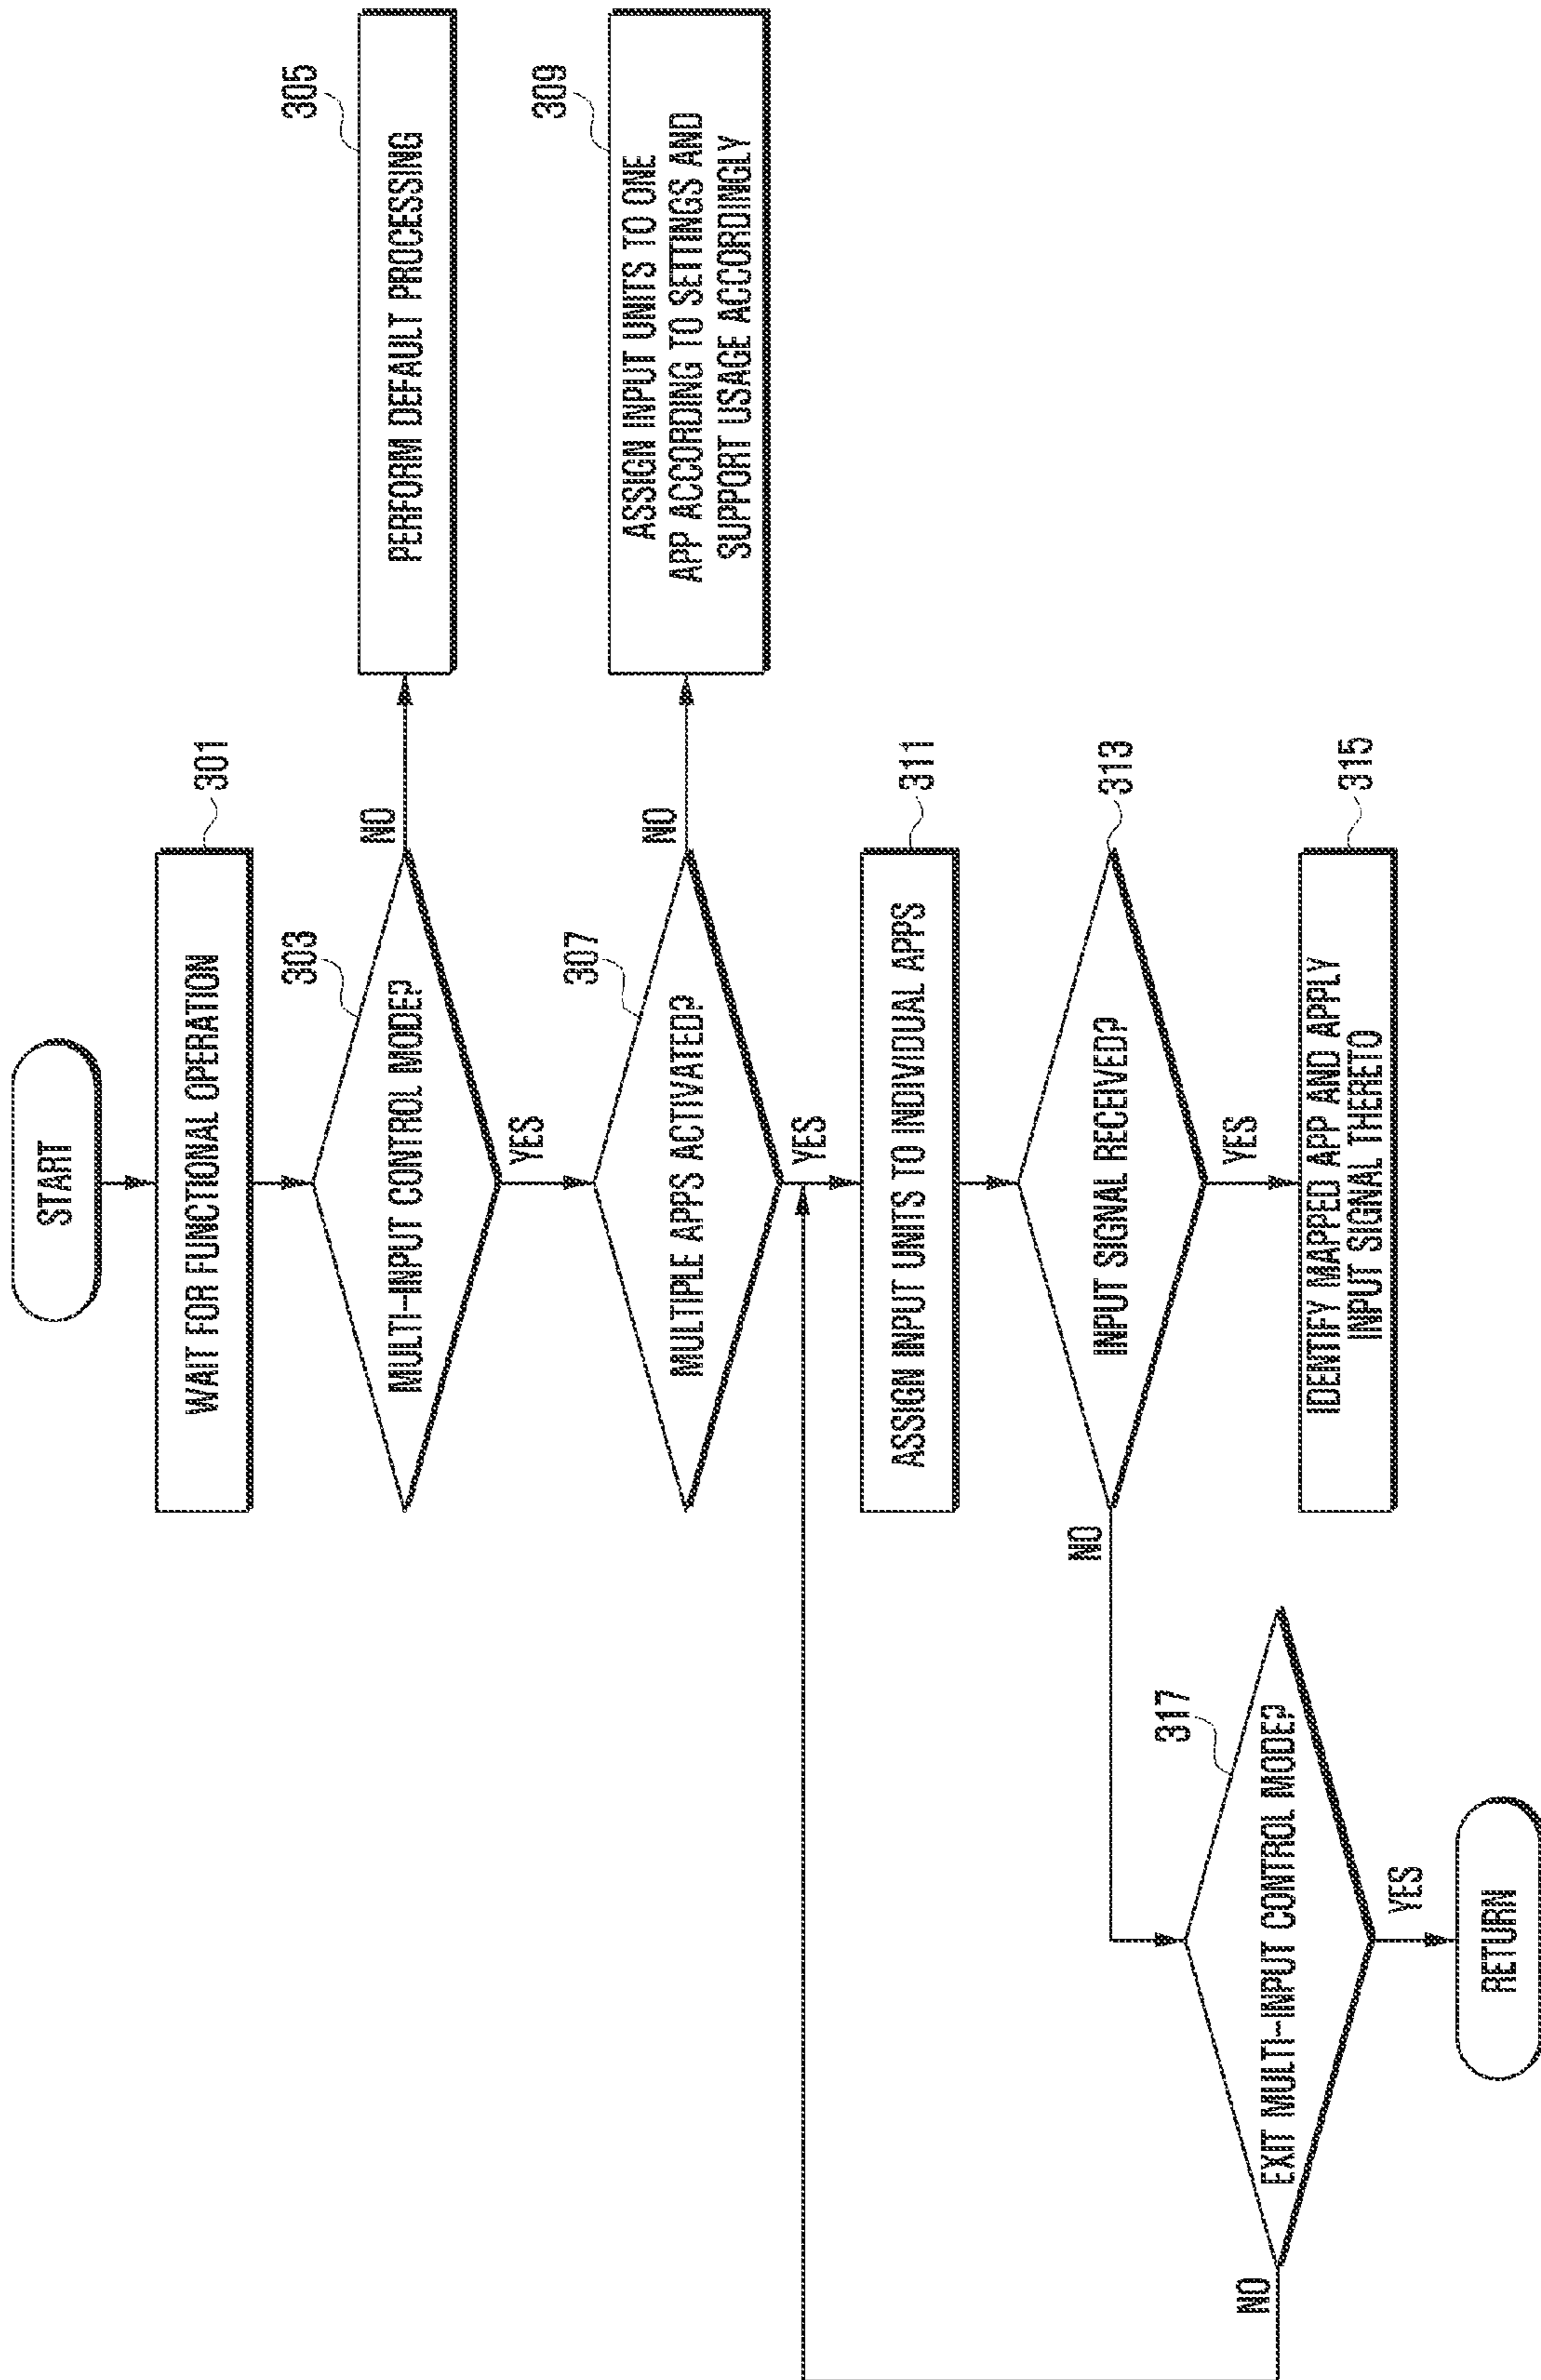 START
301
WAIT FOR FUNCTIONAL OPERATION
303
MULTI-INPUT CONTROL MODE?
NO
305
PERFORM DEFAULT PROCESSING
YES
307
MULTIPLE APPS ACTIVATED?
NO
309
ASSIGN INPUT UNITS TO ONE
APP ACCORDING TO SETTINGS AND
SUPPORT USAGE ACCORDINGLY
YES
311
ASSIGN INPUT UNITS TO INDIVIDUAL APPS
313
INPUT SIGNAL RECEIVED?
NO
YES
315
IDENTIFY MAPPED APP AND APPLY
INPUT SIGNAL THERETO
317
EXIT MULTI-INPUT CONTROL MODE?
NO
YES
RETURN